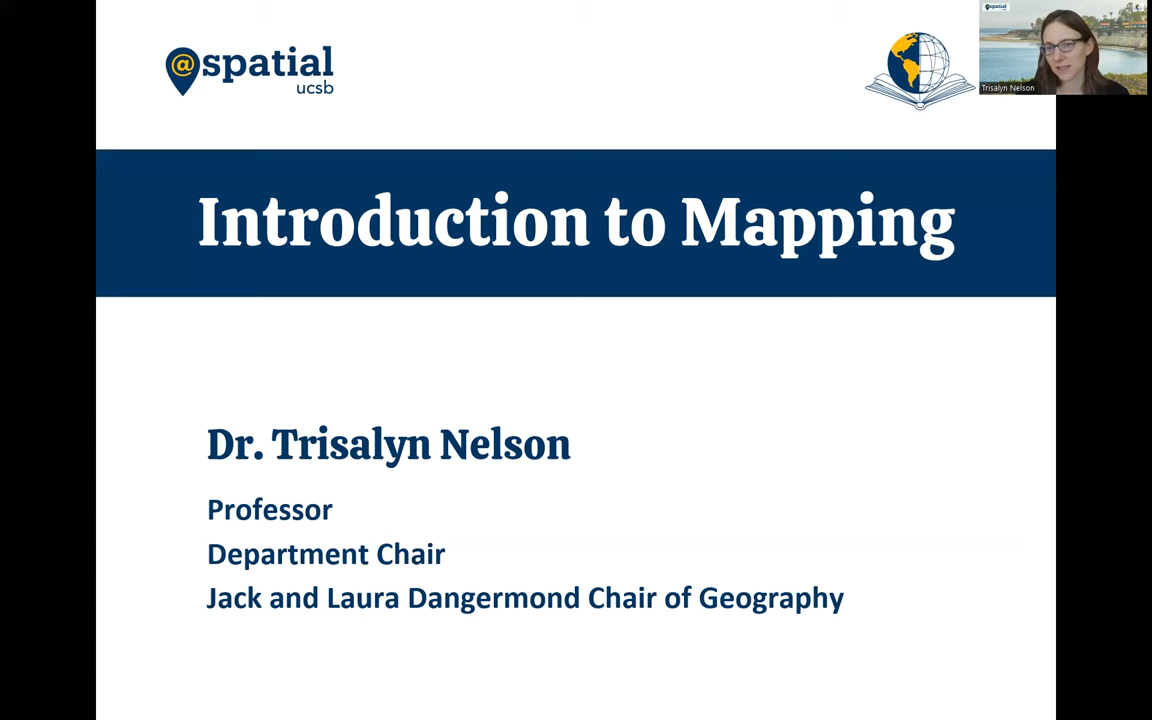 @spatial
ucsb
@spatial
Trisalyn Nelson
Introduction to Mapping
Dr. Trisalyn Nelson
Professor
Department Chair
Jack and Laura Dangermond Chair of Geography